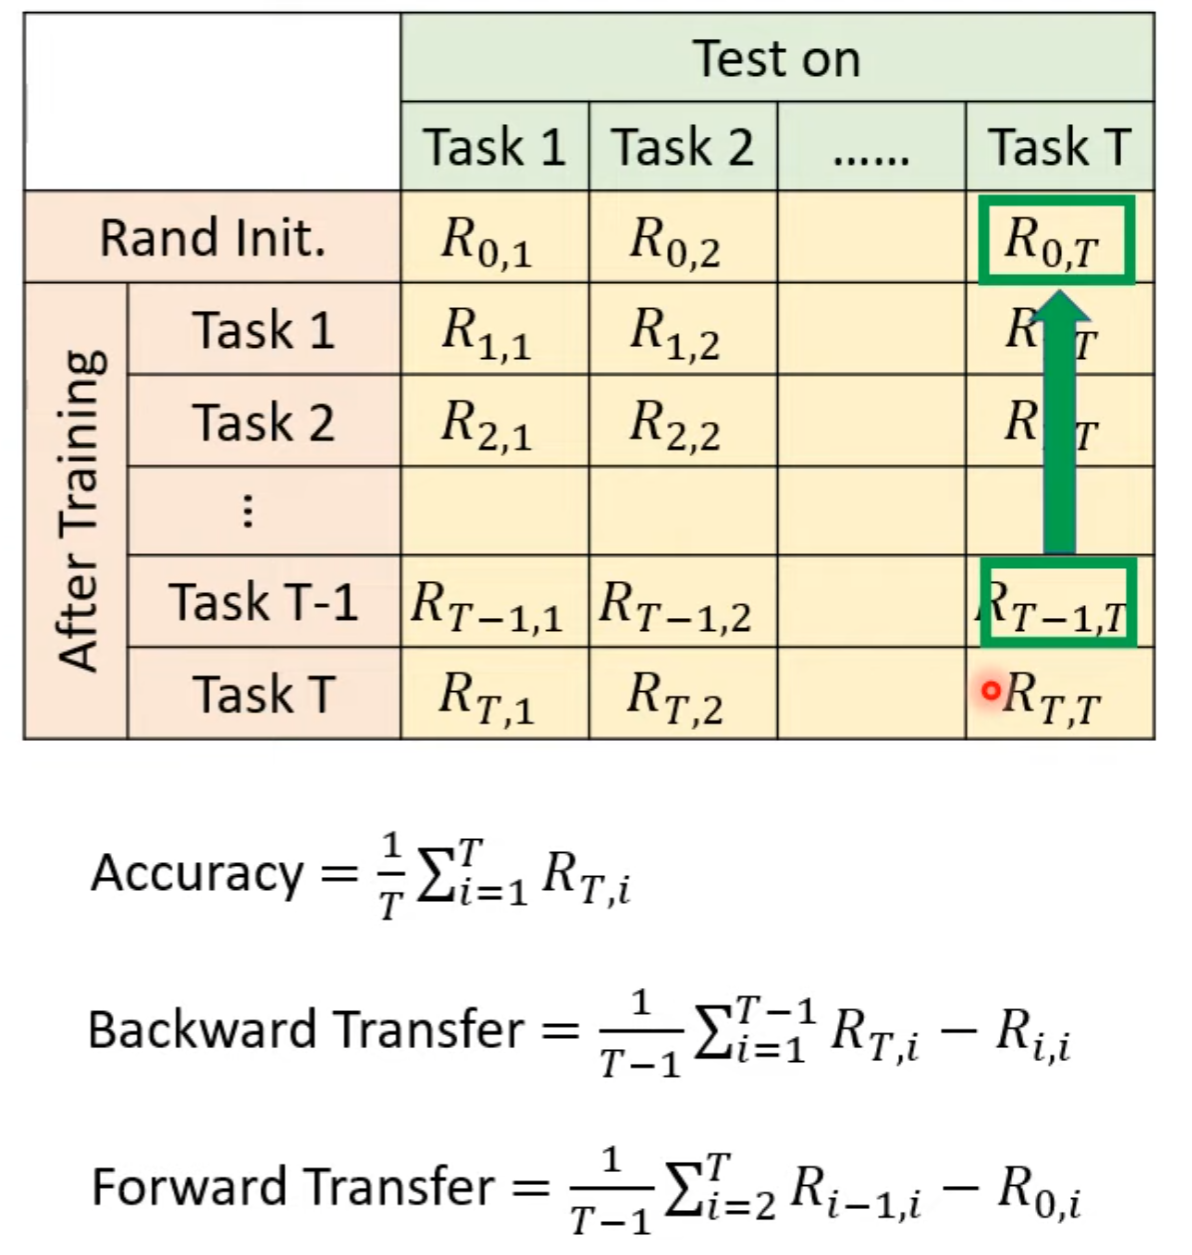 Test on
Task 1 Task 2 …… Task T
Rand Init. R_{0,1} R_{0,2} R_{0,T}
After Training
Task 1 R_{1,1} R_{1,2} R T
Task 2 R_{2,1} R_{2,2} R T
⋮
Task T-1 R_{T−1,1} R_{T−1,2} R_{T−1,T}
Task T R_{T,1} R_{T,2} R_{T,T}
Accuracy = \frac{1}{T} \sum_{i=1}^{T} R_{T,i}
Backward Transfer = \frac{1}{T−1} \sum_{i=1}^{T−1} R_{T,i} − R_{i,i}
Forward Transfer = \frac{1}{T−1} \sum_{i=2}^{T} R_{i−1,i} − R_{0,i}